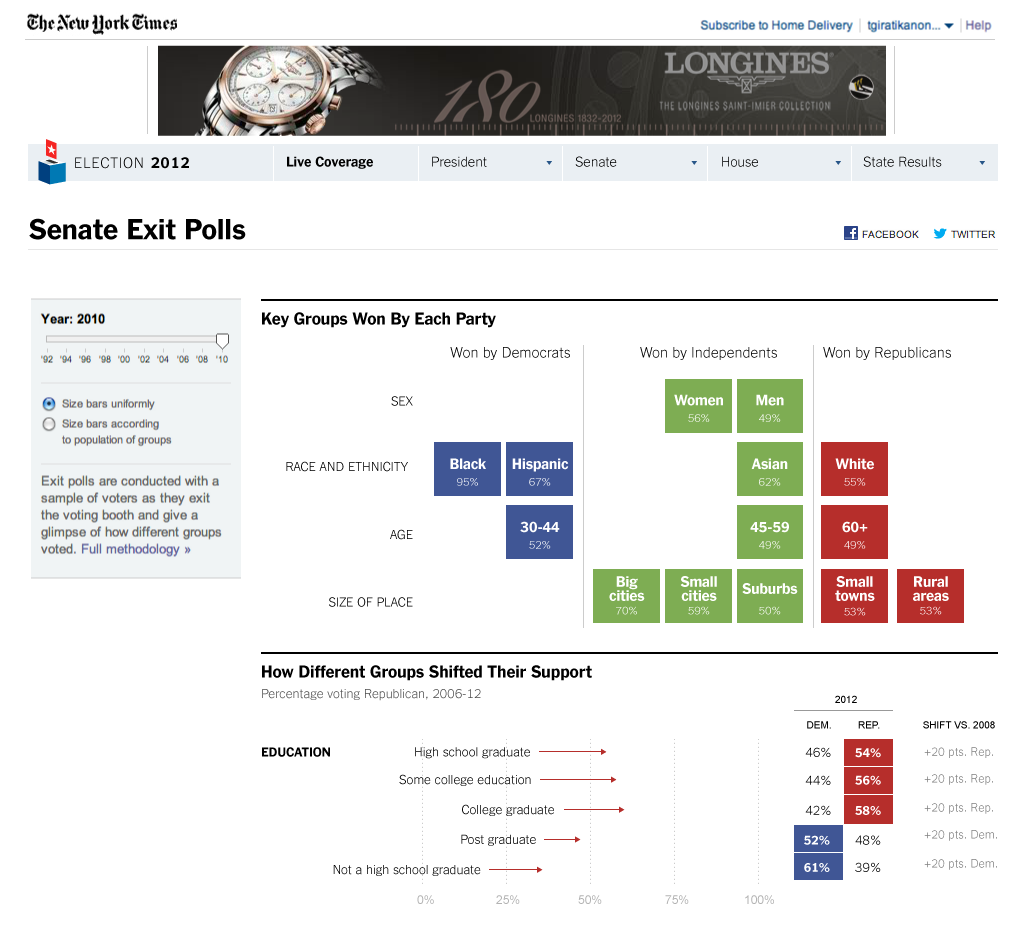 The New York Times
Subscribe to Home Delivery tgiratikanon... Help
LONGINES
180
LONGINES 1832-2012
THE LONGINES SAINT-IMIER COLLECTION
ELECTION 2012 Live Coverage President Senate House State Results
Senate Exit Polls
FACEBOOK TWITTER
Year: 2010
'92 '94 '96 '98 '00 '02 '04 '06 '08 '10
Size bars uniformly
Size bars according
to population of groups
Exit polls are conducted with a
sample of voters as they exit
the voting booth and give a
glimpse of how different groups
voted. Full methodology »
Key Groups Won By Each Party
Won by Democrats Won by Independents Won by Republicans
SEX
Women
56%
Men
49%
RACE AND ETHNICITY
Black
95%
Hispanic
67%
Asian
62%
White
55%
AGE
30-44
52%
45-59
49%
60+
49%
SIZE OF PLACE
Big
cities
70%
Small
cities
59%
Suburbs
50%
Small
towns
53%
Rural
areas
53%
How Different Groups Shifted Their Support
Percentage voting Republican, 2006-12
2012
DEM. REP. SHIFT VS. 2008
EDUCATION High school graduate 46% 54% +20 pts. Rep.
Some college education 44% 56% +20 pts. Rep.
College graduate 42% 58% +20 pts. Rep.
Post graduate 52% 48% +20 pts. Dem.
Not a high school graduate 61% 39% +20 pts. Dem.
0% 25% 50% 75% 100%